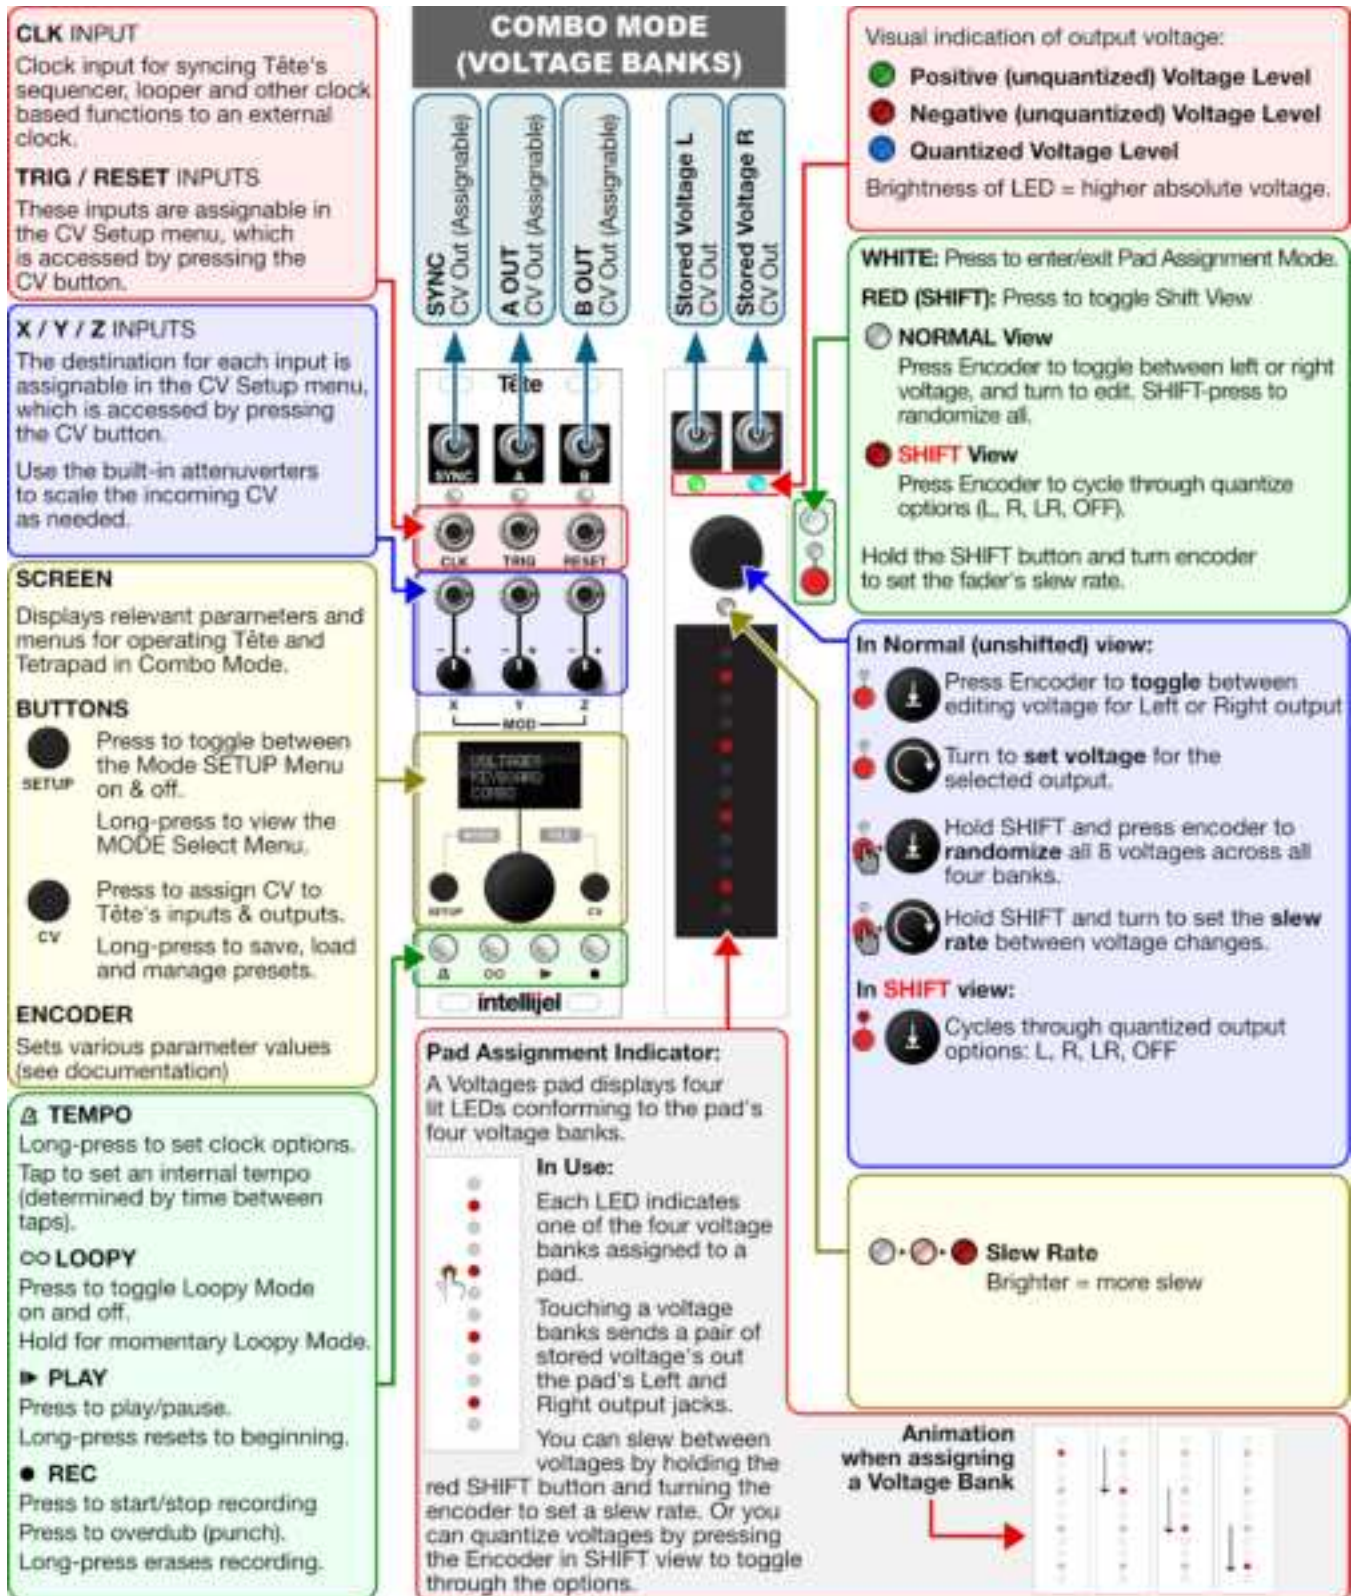 CLK INPUT
Clock input for syncing Tête's
sequencer, looper and other clock
based functions to an external
clock.
TRIG / RESET INPUTS
These inputs are assignable in
the CV Setup menu, which
is accessed by pressing the
CV button.
X / Y / Z INPUTS
The destination for each input is
assignable in the CV Setup menu,
which is accessed by pressing
the CV button.
Use the built-in attenuverters
to scale the incoming CV
as needed.
SCREEN
Displays relevant parameters and
menus for operating Tête and
Tetrapad in Combo Mode.
BUTTONS
SETUP
Press to toggle between
the Mode SETUP Menu
on & off.
Long-press to view the
MODE Select Menu.
CV
Press to assign CV to
Tête's inputs & outputs.
Long-press to save, load
and manage presets.
ENCODER
Sets various parameter values
(see documentation)
TEMPO
Long-press to set clock options.
Tap to set an internal tempo
(determined by time between
taps).
LOOPY
Press to toggle Loopy Mode
on and off.
Hold for momentary Loopy Mode.
PLAY
Press to play/pause.
Long-press resets to beginning.
REC
Press to start/stop recording
Press to overdub (punch).
Long-press erases recording.
COMBO MODE
(VOLTAGE BANKS)
SYNC
CV Out (Assignable)
A OUT
CV Out (Assignable)
B OUT
CV Out (Assignable)
Stored Voltage L
CV Out
Stored Voltage R
CV Out
Tête
SYNC A B
CLK TRIG RESET
- + - + - +
X Y Z
MOD
VOLTAGES
KEYBOARD
COMBO
SETUP CV
intellijel
Pad Assignment Indicator:
A Voltages pad displays four
lit LEDs conforming to the pad's
four voltage banks.
In Use:
Each LED indicates
one of the four voltage
banks assigned to a
pad.
Touching a voltage
banks sends a pair of
stored voltage's out
the pad's Left and
Right output jacks.
You can slew between
voltages by holding the
red SHIFT button and turning the
encoder to set a slew rate. Or you
can quantize voltages by pressing
the Encoder in SHIFT view to toggle
through the options.
Visual indication of output voltage:
Positive (unquantized) Voltage Level
Negative (unquantized) Voltage Level
Quantized Voltage Level
Brightness of LED = higher absolute voltage.
WHITE: Press to enter/exit Pad Assignment Mode.
RED (SHIFT): Press to toggle Shift View
NORMAL View
Press Encoder to toggle between left or right
voltage, and turn to edit. SHIFT-press to
randomize all.
SHIFT View
Press Encoder to cycle through quantize
options (L, R, LR, OFF).
Hold the SHIFT button and turn encoder
to set the fader's slew rate.
In Normal (unshifted) view:
Press Encoder to toggle between
editing voltage for Left or Right output
Turn to set voltage for the
selected output.
Hold SHIFT and press encoder to
randomize all 8 voltages across all
four banks.
Hold SHIFT and turn to set the slew
rate between voltage changes.
In SHIFT view:
Cycles through quantized output
options: L, R, LR, OFF
Slew Rate
Brighter = more slew
Animation
when assigning
a Voltage Bank